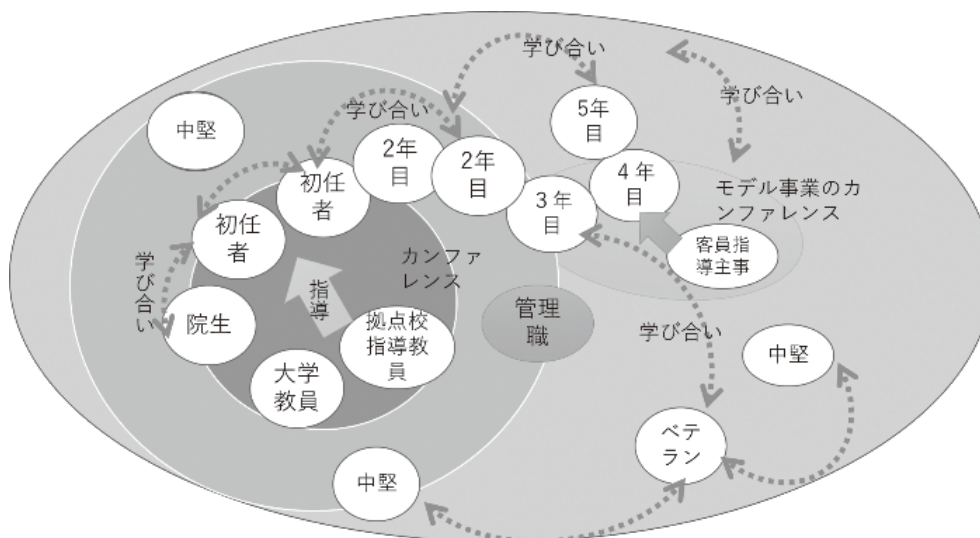 学び合い
5年
目
学び合い
中堅
学び合い
2年
目
2年
目
4年
目
初任
者
3年
目
モデル事業のカ
ンファレンス
初任
者
カンファ
レンス
客員指
導主事
学び合い
指導
院生
拠点校
指導教
員
管理
職
学び合い
中堅
大学
教員
ベテ
ラン
中堅